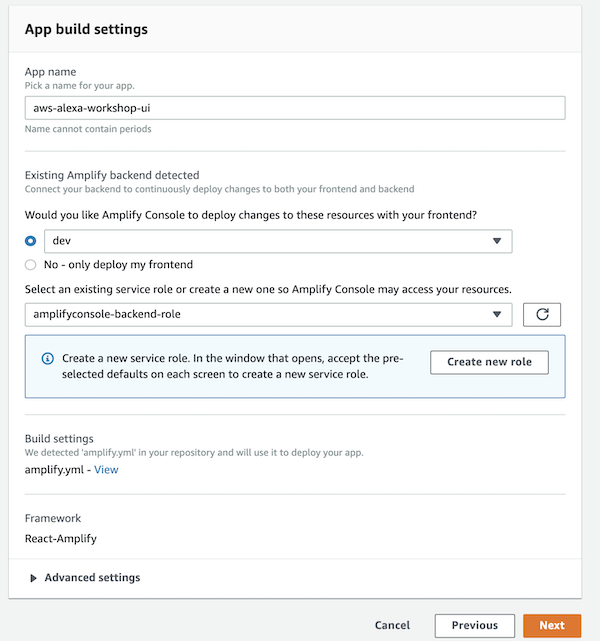 App build settings
App name
Pick a name for your app.
aws-alexa-workshop-ui
Name cannot contain periods
Existing Amplify backend detected
Connect your backend to continuously deploy changes to both your frontend and backend
Would you like Amplify Console to deploy changes to these resources with your frontend?
dev
No - only deploy my frontend
Select an existing service role or create a new one so Amplify Console may access your resources.
amplifyconsole-backend-role
Create a new service role. In the window that opens, accept the pre-
selected defaults on each screen to create a new service role.
Create new role
Build settings
We detected 'amplify.yml' in your repository and will use it to deploy your app.
amplify.yml - View
Framework
React-Amplify
Advanced settings
Cancel Previous Next